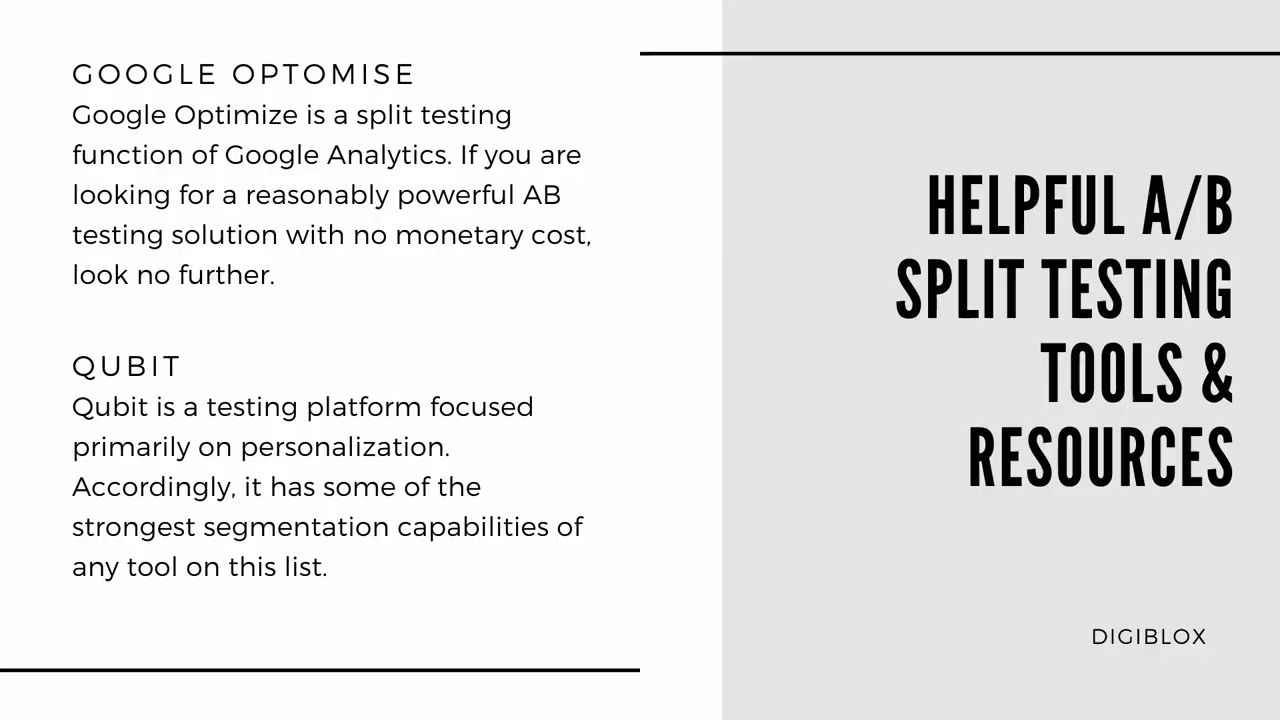 GOOGLE OPTOMISE
Google Optimize is a split testing
function of Google Analytics. If you are
looking for a reasonably powerful AB
testing solution with no monetary cost,
look no further.
QUBIT
Qubit is a testing platform focused
primarily on personalization.
Accordingly, it has some of the
strongest segmentation capabilities of
any tool on this list.
HELPFUL A/B
SPLIT TESTING
TOOLS &
RESOURCES
DIGIBLOX